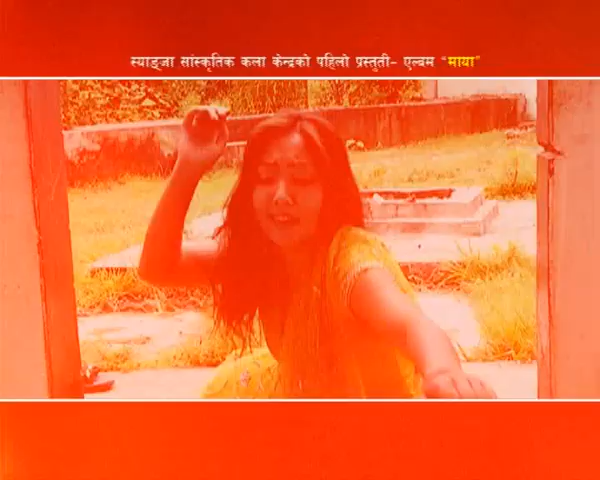 स्याङ्जा सांस्कृतिक कला केन्द्रको पहिलो प्रस्तुती- एल्बम "माया"